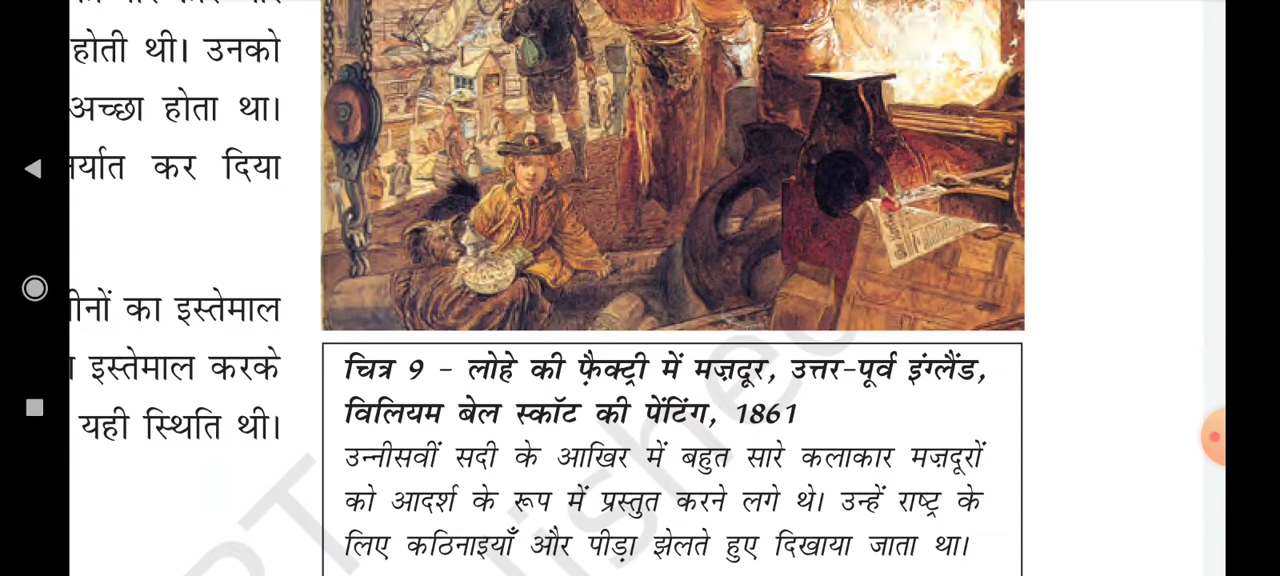 होती थी। उनको
अच्छा होता था।
कर दिया
का इस्तेमाल
इस्तेमाल करके
यही स्थिति थी।
चित्र 9 – लोहे की फ़ैक्ट्री में मज़दूर, उत्तर-पूर्व इंग्लैंड,
विलियम बेल स्कॉट की पेंटिंग, 1861
उन्नीसवीं सदी के आखिर में बहुत सारे कलाकार मज़दूरों
को आदर्श के रूप में प्रस्तुत करने लगे थे। उन्हें राष्ट्र के
लिए कठिनाइयाँ और पीड़ा झेलते हुए दिखाया जाता था।